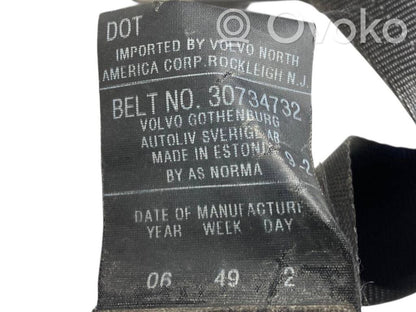 DOT
IMPORTED BY VOLVO NORTH
AMERICA CORP. ROCKLEIGH N.J.
BELT NO. 30734732
VOLVO GOTHENBURG
AUTOLIV SVERIGE AB
MADE IN ESTONIA
BY AS NORMA
DATE OF MANUFACTURE
YEAR WEEK DAY
06 49 2
Ovoko